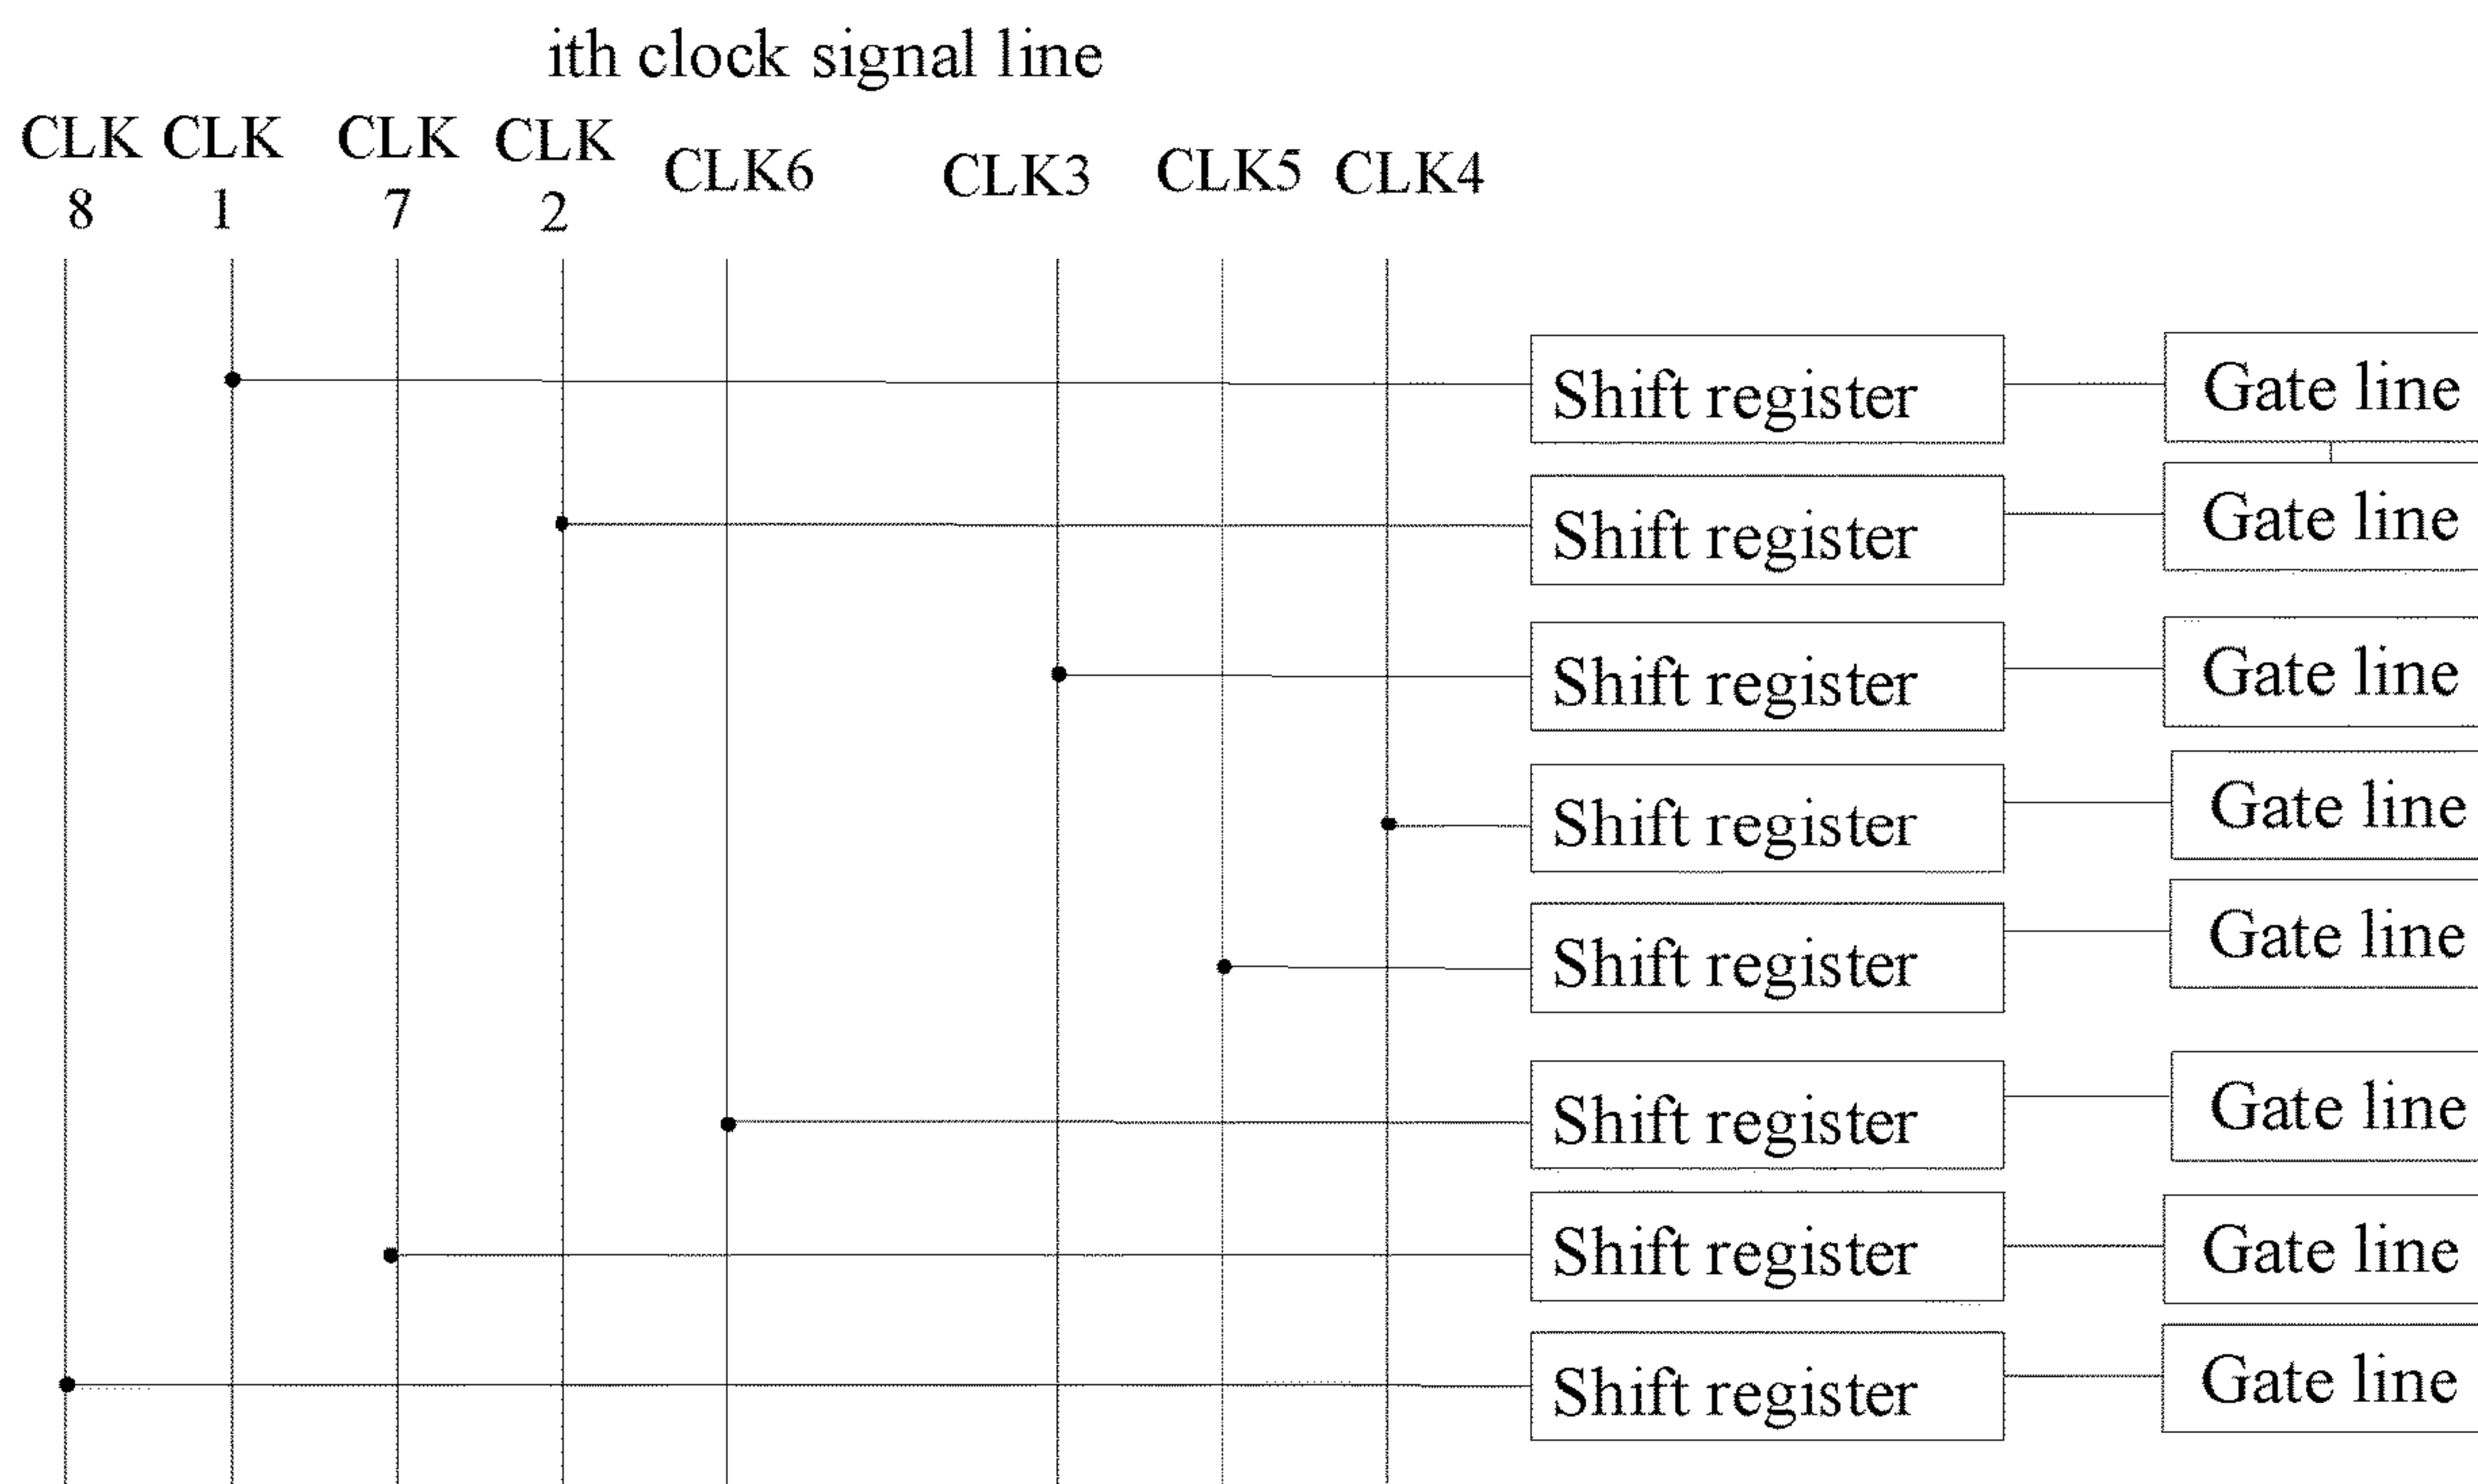 ith clock signal line
CLK 8
CLK 1
CLK 7
CLK 2
CLK6
CLK3
CLK5
CLK4
Shift register
Gate line
Shift register
Gate line
Shift register
Gate line
Shift register
Gate line
Shift register
Gate line
Shift register
Gate line
Shift register
Gate line
Shift register
Gate line